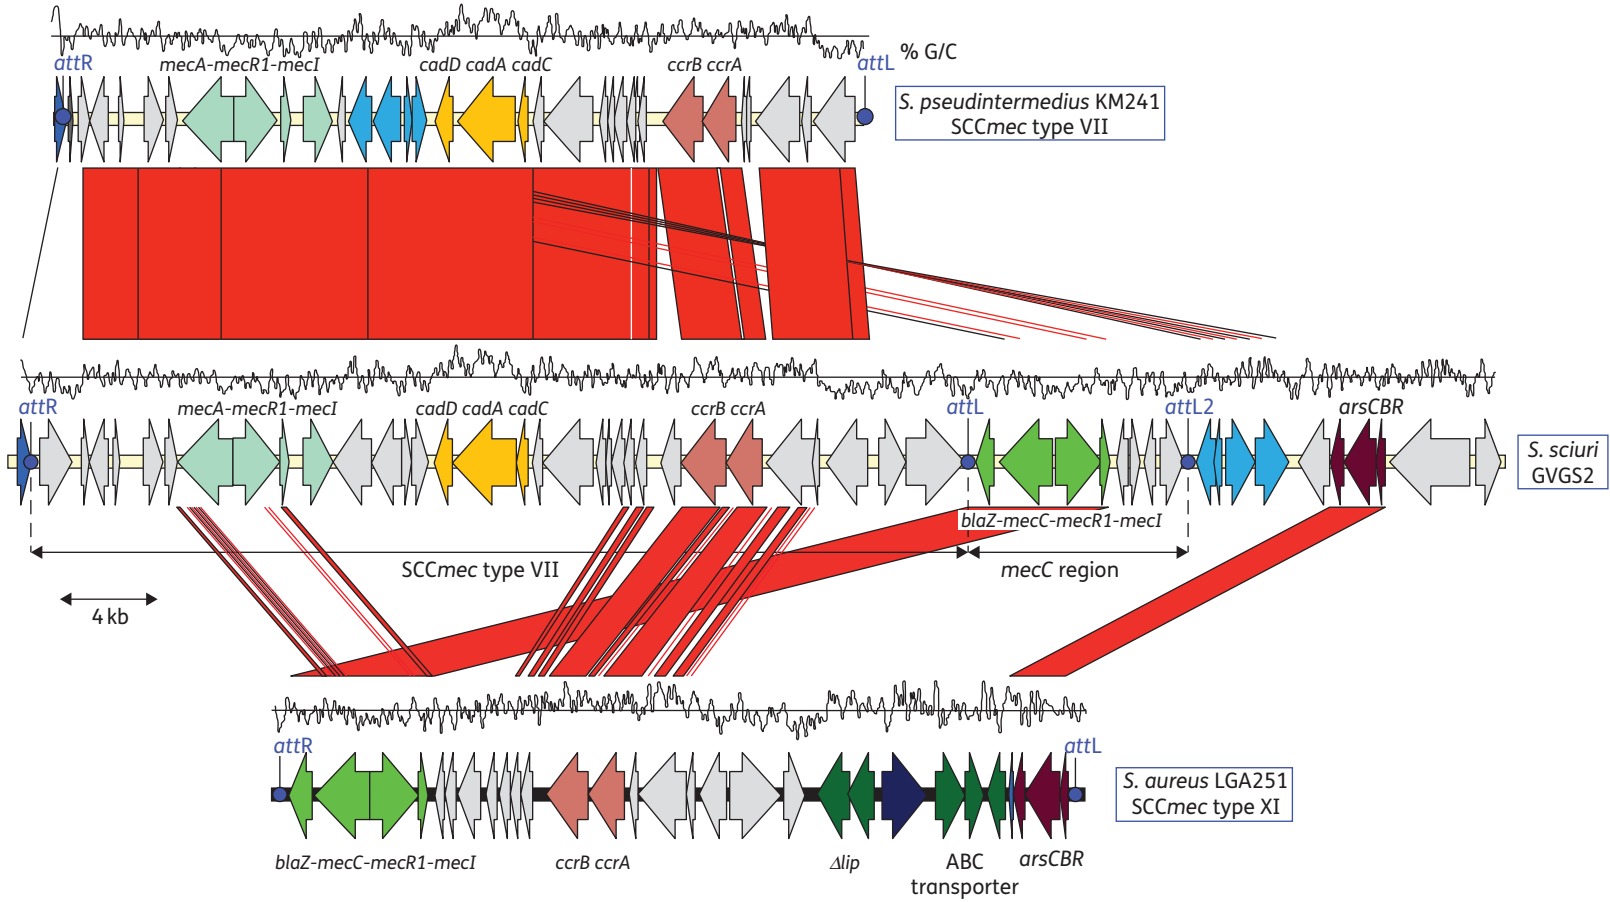 % G/C
attR
mecA-mecR1-mecI
cadD cadA cadC
ccrB ccrA
attL
S. pseudintermedius KM241
SCCmec type VII
attR
mecA-mecR1-mecI
cadD cadA cadC
ccrB ccrA
attL
attL2
arsCBR
S. sciuri
GVGS2
blaZ-mecC-mecR1-mecI
SCCmec type VII
mecC region
4 kb
attR
attL
S. aureus LGA251
SCCmec type XI
blaZ-mecC-mecR1-mecI
ccrB ccrA
Δlip
ABC
transporter
arsCBR